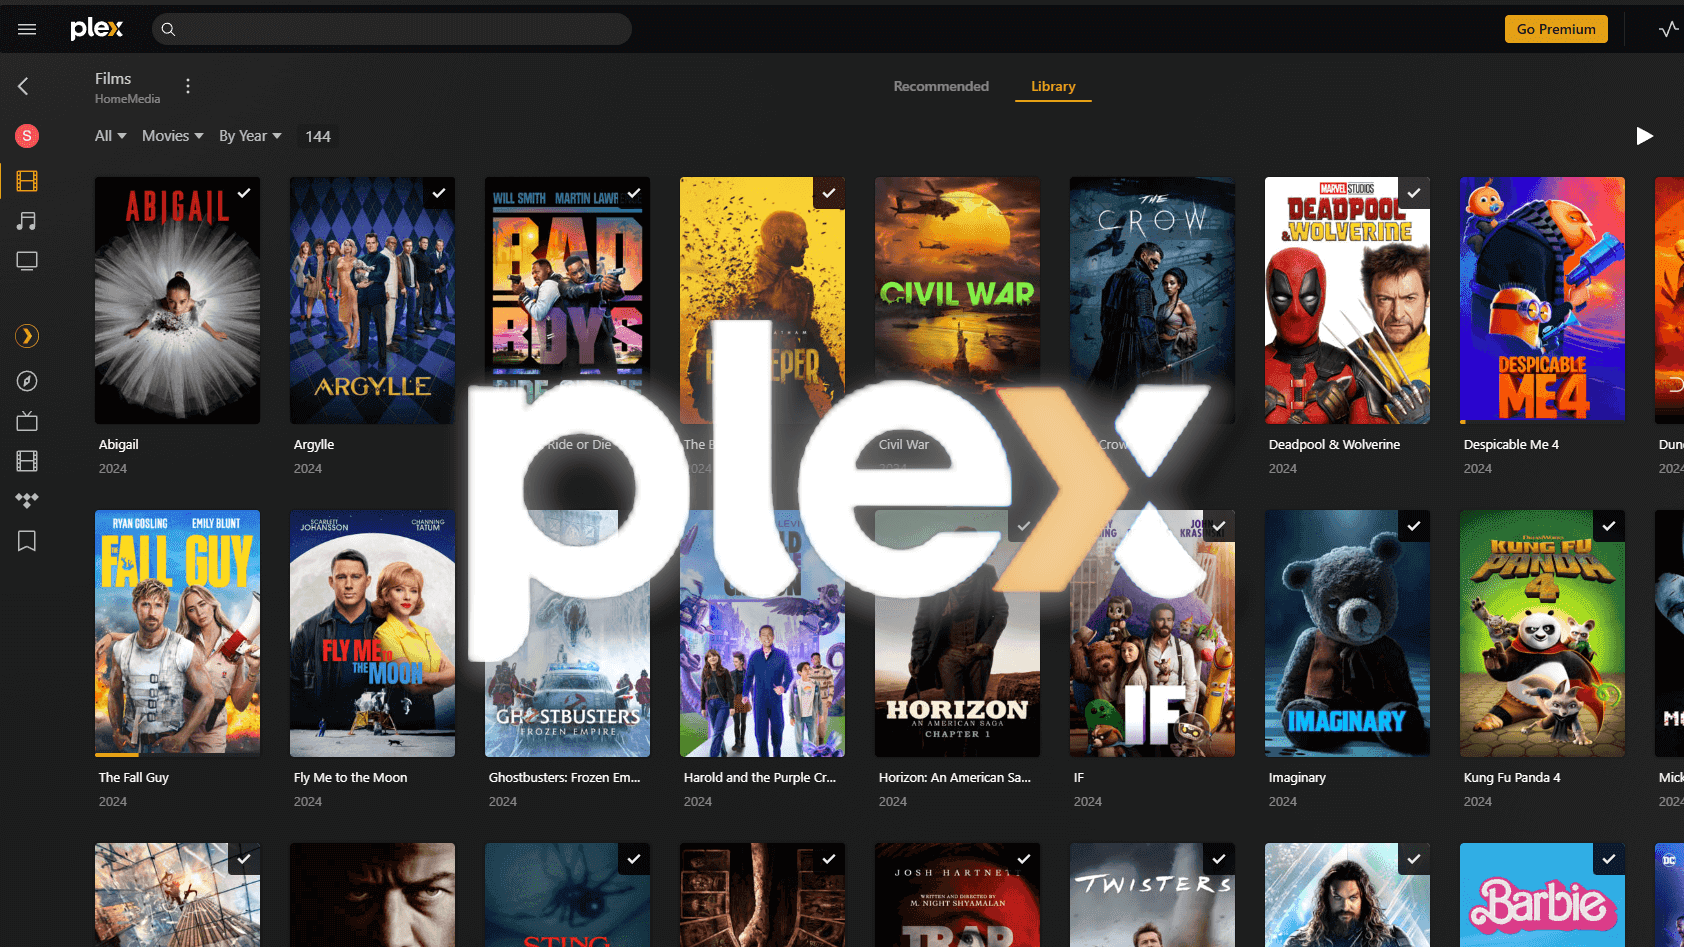 plex
Go Premium
Films
HomeMedia
Recommended
Library
S
All
Movies
By Year
144
ABIGAIL
ARGYLLE
WILL SMITH MARTIN
BAD
BOYS
CIVIL WAR
THE
CROW
MARVEL STUDIOS
DEADPOOL
& WOLVERINE
DESPICABLE
ME 4
plex
Abigail
2024
Argylle
2024
Ride or Die
The B
2024
Civil War
2024
Crow
Deadpool & Wolverine
2024
Despicable Me 4
2024
Dun
2024
RYAN GOSLING EMILY BLUNT
FALL GUY
SCARLETT
JOHANSSON
CHANNING
TATUM
FLY ME TO
THE MOON
GHOSTBUSTERS
FROZEN EMPIRE
HORIZON
AN AMERICAN SAGA
CHAPTER 1
JOHN
KRASINSKI
IF
IMAGINARY
DREAMWORKS
KUNG FU
PANDA
4
The Fall Guy
2024
Fly Me to the Moon
2024
Ghostbusters: Frozen Em...
2024
Harold and the Purple Cr...
2024
Horizon: An American Sa...
2024
IF
2024
Imaginary
2024
Kung Fu Panda 4
2024
Mick
2024
STING
JOSH HARTNETT
WRITTEN AND DIRECTED BY
M. NIGHT SHYAMALAN
TRAP
TWISTERS
Barbie
DC